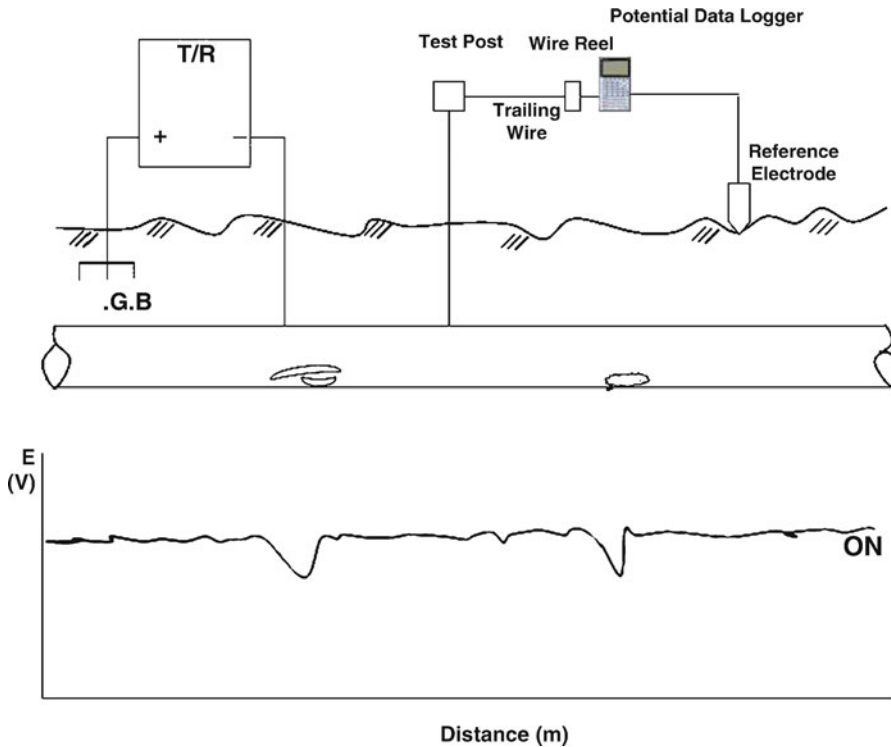 Potential Data Logger
T/R
Test Post
Wire Reel
+
−
Trailing
Wire
Reference
Electrode
.G.B
E
(V)
ON
Distance (m)